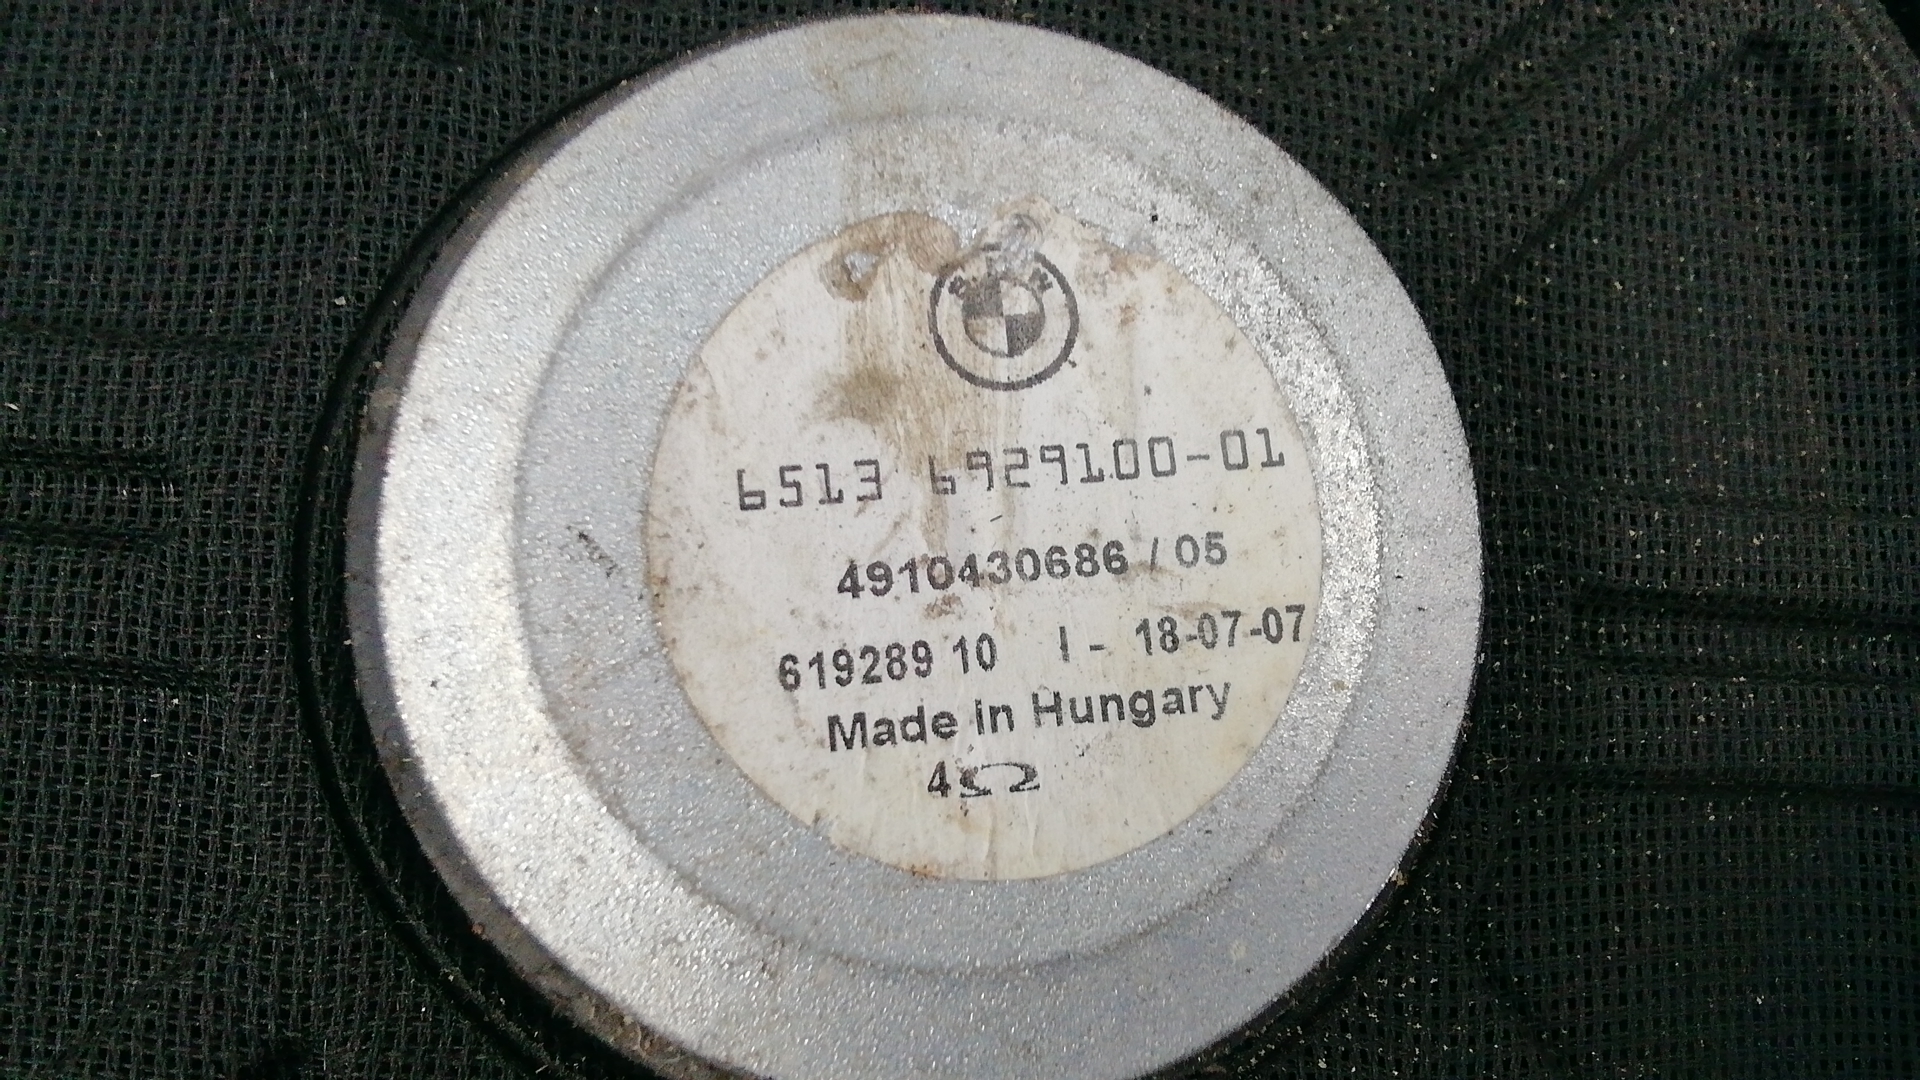 6513 6929100-01
4910430686 / 05
619289 10 I - 18-07-07
Made in Hungary
4Ω